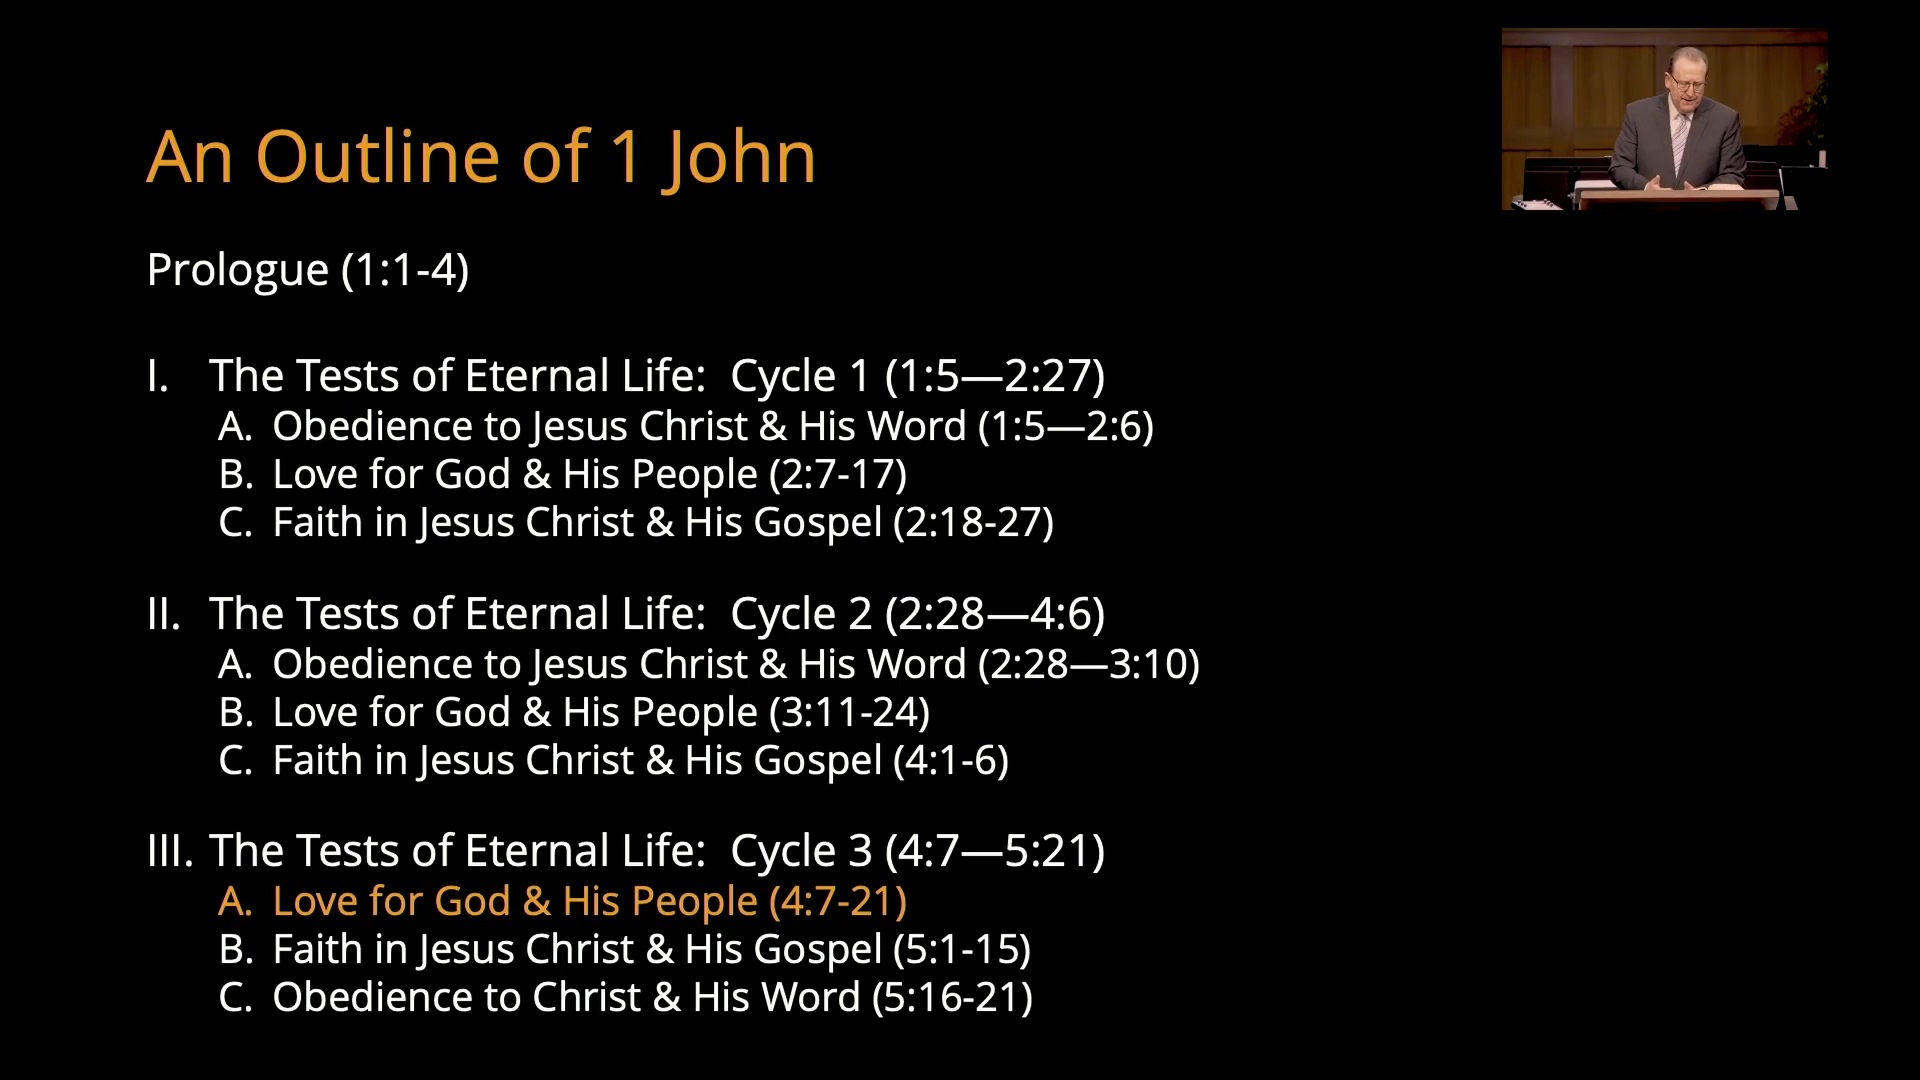 An Outline of 1 John
Prologue (1:1-4)
I. The Tests of Eternal Life: Cycle 1 (1:5—2:27)
A. Obedience to Jesus Christ & His Word (1:5—2:6)
B. Love for God & His People (2:7-17)
C. Faith in Jesus Christ & His Gospel (2:18-27)
II. The Tests of Eternal Life: Cycle 2 (2:28—4:6)
A. Obedience to Jesus Christ & His Word (2:28—3:10)
B. Love for God & His People (3:11-24)
C. Faith in Jesus Christ & His Gospel (4:1-6)
III. The Tests of Eternal Life: Cycle 3 (4:7—5:21)
A. Love for God & His People (4:7-21)
B. Faith in Jesus Christ & His Gospel (5:1-15)
C. Obedience to Christ & His Word (5:16-21)